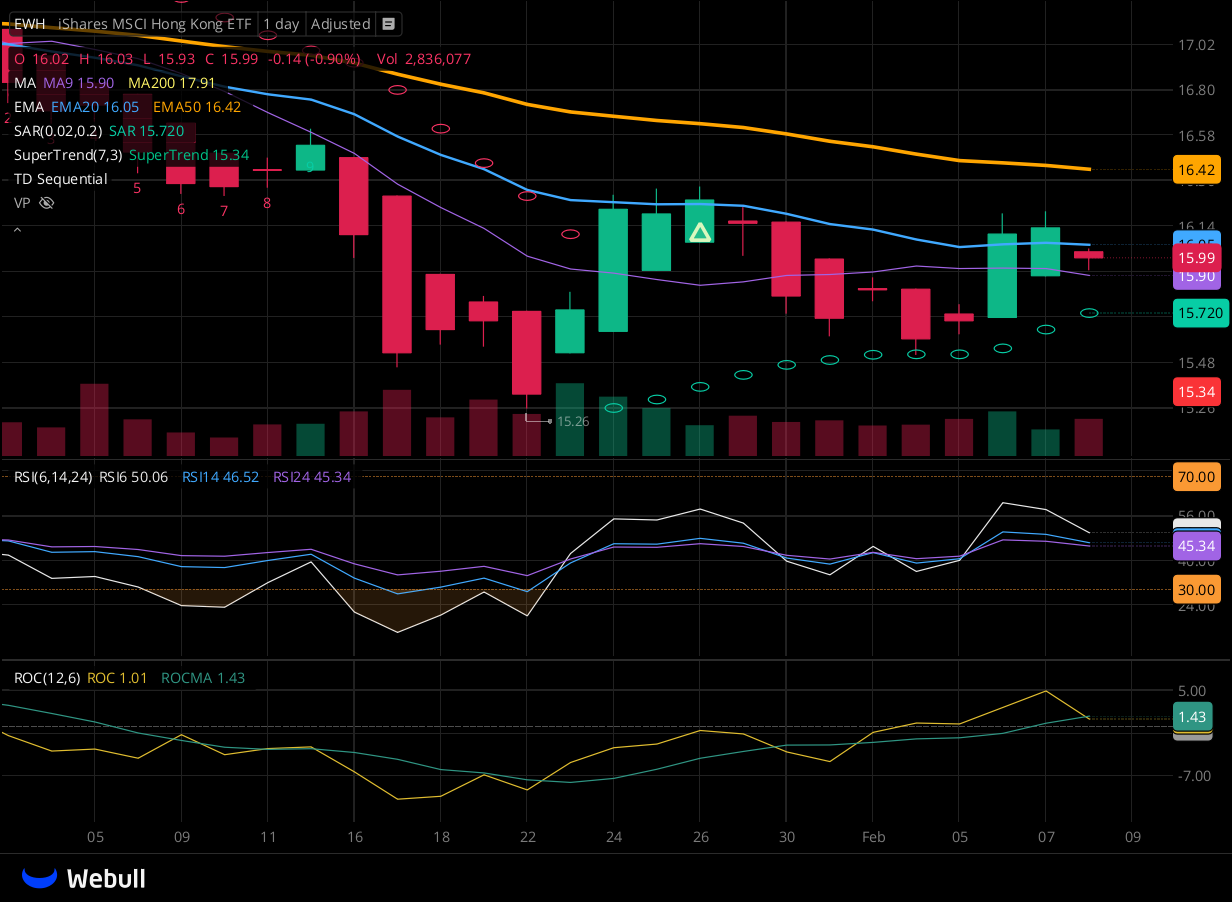 EWH iShares MSCI Hong Kong ETF 1 day Adjusted
O 16.02 H 16.03 L 15.93 C 15.99 -0.14 (-0.90%) Vol 2,836,077
MA MA9 15.90 MA200 17.91
EMA EMA20 16.05 EMA50 16.42
SAR(0.02,0.2) SAR 15.720
SuperTrend(7,3) SuperTrend 15.34
TD Sequential
VP
5
6
7
8
9
15.26
17.02
16.80
16.58
16.42
16.14
16.05
15.99
15.90
15.720
15.48
15.34
15.26
RSI(6,14,24) RSI6 50.06 RSI14 46.52 RSI24 45.34
70.00
56.00
45.34
40.00
30.00
24.00
ROC(12,6) ROC 1.01 ROCMA 1.43
5.00
1.43
-7.00
05 09 11 16 18 22 24 26 30 Feb 05 07 09
Webull